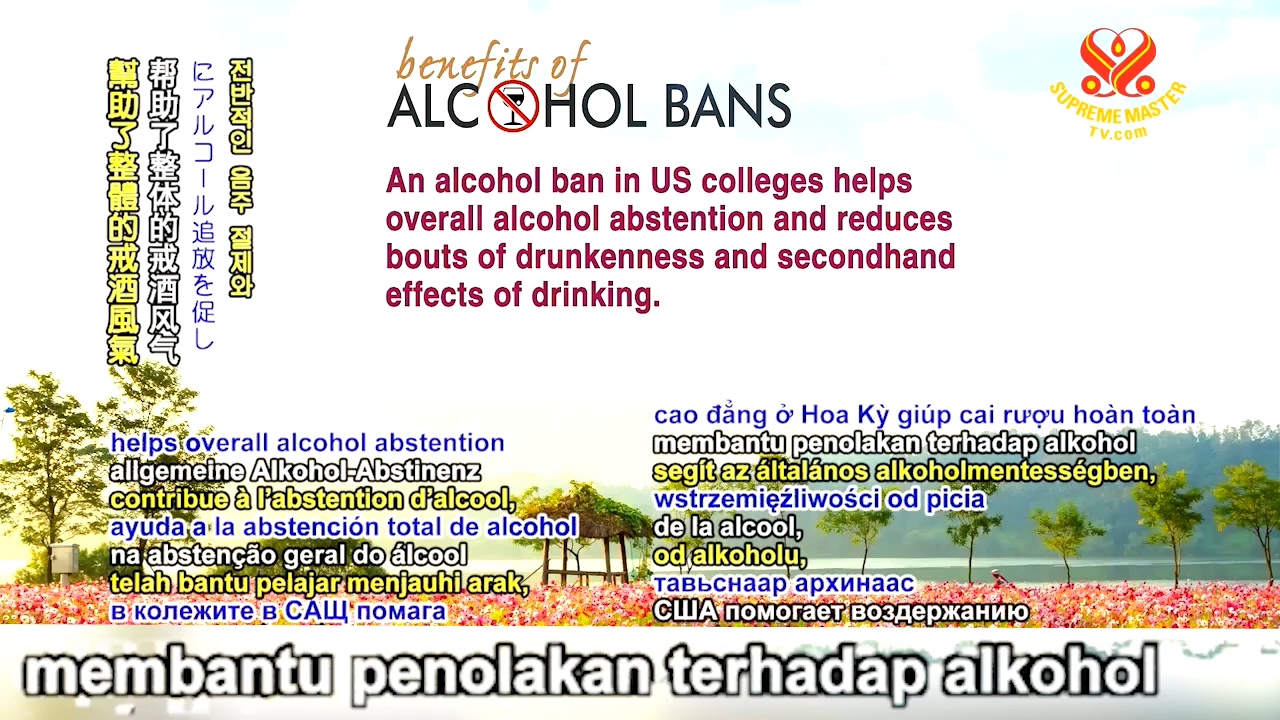 benefits of
ALCOHOL BANS
SUPREME MASTER
TV.com
An alcohol ban in US colleges helps
overall alcohol abstention and reduces
bouts of drunkenness and secondhand
effects of drinking.
전반적인 음주 절제와
にアルコール追放を促し
帮助了整体的戒酒风气
幫助了整體的戒酒風氣
helps overall alcohol abstention
allgemeine Alkohol-Abstinenz
contribue à l'abstention d'alcool,
ayuda a la abstención total de alcohol
na abstenção geral do álcool
telah bantu pelajar menjauhi arak,
в колежите в САЩ помага
cao đẳng ở Hoa Kỳ giúp cai rượu hoàn toàn
membantu penolakan terhadap alkohol
segít az általános alkoholmentességben,
wstrzemięźliwości od picia
de la alcool,
od alkoholu,
тавьснаар архинаас
США помогает воздержанию
membantu penolakan terhadap alkohol